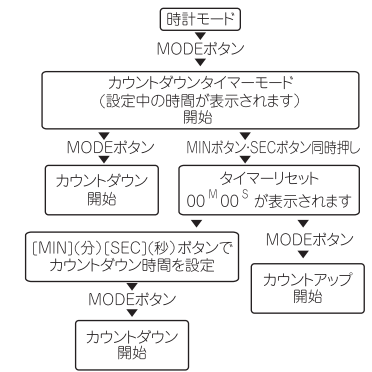 時計モード
MODEボタン
カウントダウンタイマーモード
(設定中の時間が表示されます)
開始
MODEボタン
MINボタン・SECボタン同時押し
カウントダウン
開始
タイマーリセット
00 M 00 S が表示されます
[MIN](分)[SEC](秒)ボタンで
カウントダウン時間を設定
MODEボタン
カウントアップ
開始
MODEボタン
カウントダウン
開始